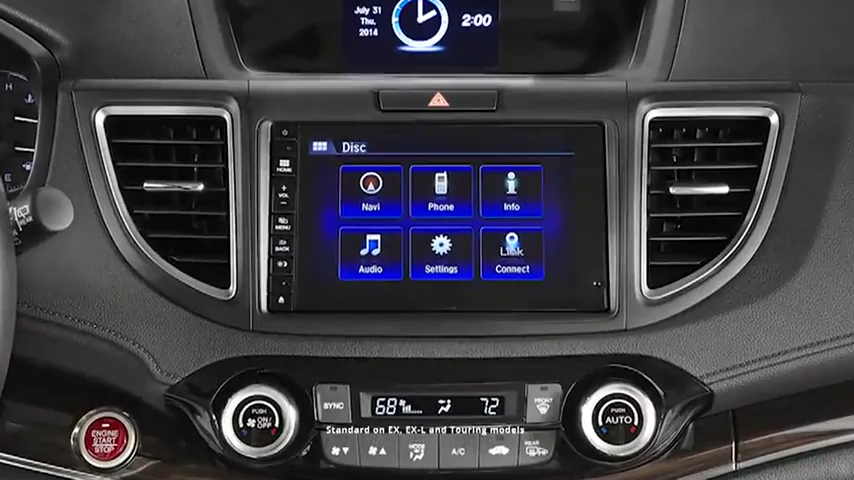 July 31
Thu.
2014
2:00
Disc
HOME
VOL
MENU
BACK
Navi
Phone
Info
Audio
Settings
Link
Connect
H
E
REAR
ENGINE
START
STOP
PUSH
ON/
OFF
SYNC
68
72
FRONT
PUSH
AUTO
Standard on EX, EX-L and Touring models
MODE
A/C
REAR